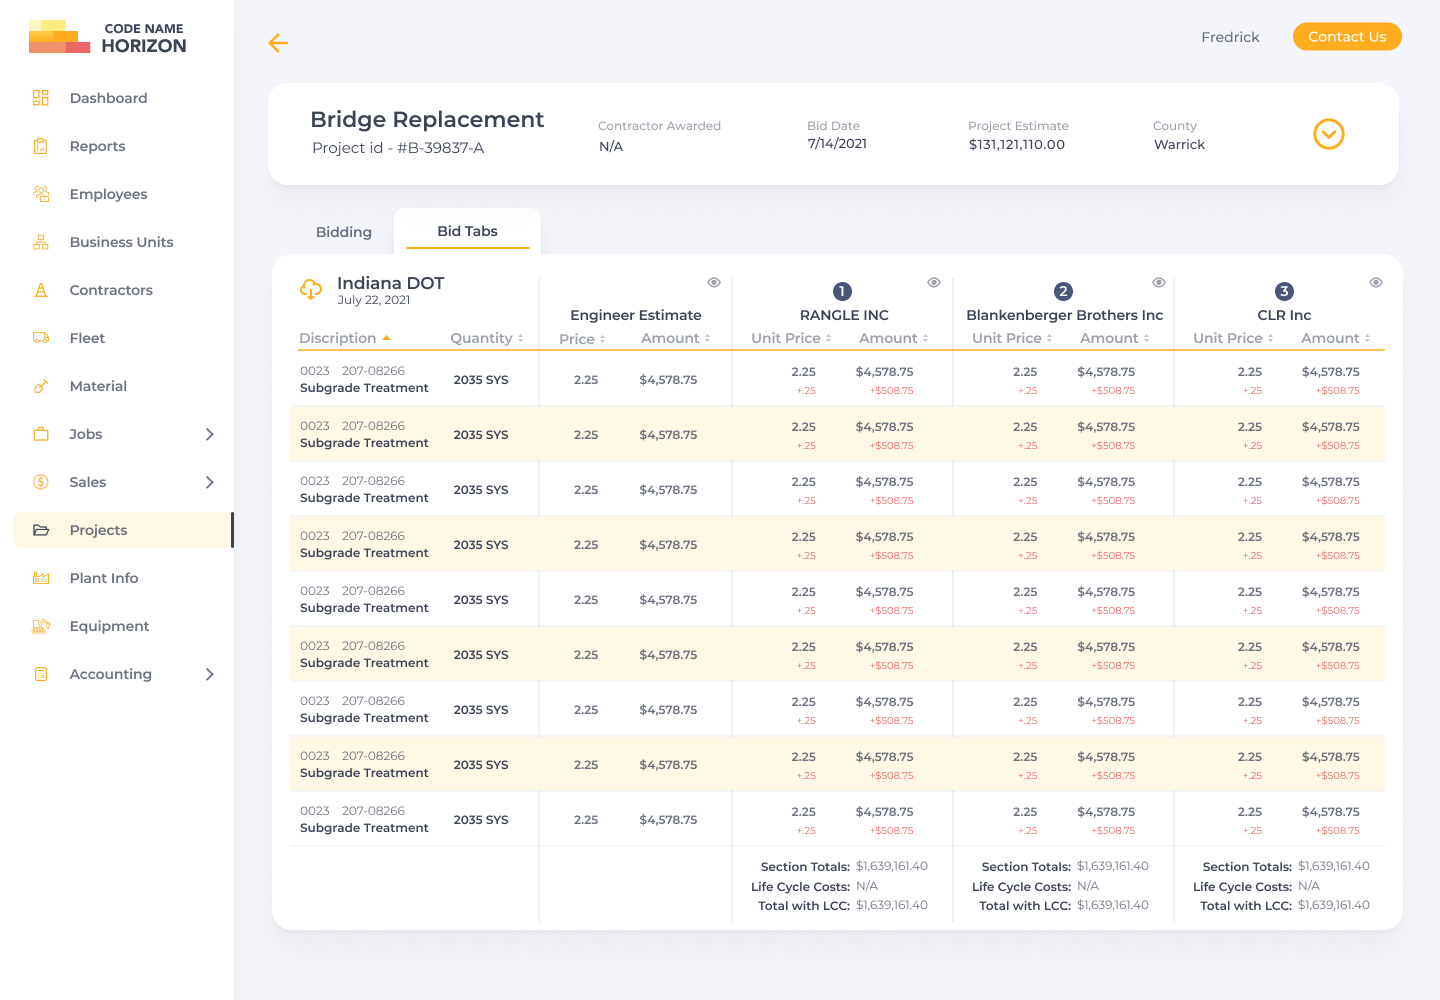 CODE NAME
HORIZON
Dashboard
Reports
Employees
Business Units
Contractors
Fleet
Material
Jobs
Sales
Projects
Plant Info
Equipment
Accounting
Fredrick
Contact Us
Bridge Replacement
Project id - #B-39837-A
Contractor Awarded
N/A
Bid Date
7/14/2021
Project Estimate
$131,121,110.00
County
Warrick
Bidding
Bid Tabs
Indiana DOT
July 22, 2021
1 2 3
Engineer Estimate RANGLE INC Blankenberger Brothers Inc CLR Inc
Discription Quantity Price Amount Unit Price Amount Unit Price Amount Unit Price Amount
0023 207-08266 2.25 $4,578.75 2.25 $4,578.75 2.25 $4,578.75
Subgrade Treatment 2035 SYS 2.25 $4,578.75 +.25 +$508.75 +.25 +$508.75 +.25 +$508.75
0023 207-08266 2.25 $4,578.75 2.25 $4,578.75 2.25 $4,578.75
Subgrade Treatment 2035 SYS 2.25 $4,578.75 +.25 +$508.75 +.25 +$508.75 +.25 +$508.75
0023 207-08266 2.25 $4,578.75 2.25 $4,578.75 2.25 $4,578.75
Subgrade Treatment 2035 SYS 2.25 $4,578.75 +.25 +$508.75 +.25 +$508.75 +.25 +$508.75
0023 207-08266 2.25 $4,578.75 2.25 $4,578.75 2.25 $4,578.75
Subgrade Treatment 2035 SYS 2.25 $4,578.75 +.25 +$508.75 +.25 +$508.75 +.25 +$508.75
0023 207-08266 2.25 $4,578.75 2.25 $4,578.75 2.25 $4,578.75
Subgrade Treatment 2035 SYS 2.25 $4,578.75 +.25 +$508.75 +.25 +$508.75 +.25 +$508.75
0023 207-08266 2.25 $4,578.75 2.25 $4,578.75 2.25 $4,578.75
Subgrade Treatment 2035 SYS 2.25 $4,578.75 +.25 +$508.75 +.25 +$508.75 +.25 +$508.75
0023 207-08266 2.25 $4,578.75 2.25 $4,578.75 2.25 $4,578.75
Subgrade Treatment 2035 SYS 2.25 $4,578.75 +.25 +$508.75 +.25 +$508.75 +.25 +$508.75
0023 207-08266 2.25 $4,578.75 2.25 $4,578.75 2.25 $4,578.75
Subgrade Treatment 2035 SYS 2.25 $4,578.75 +.25 +$508.75 +.25 +$508.75 +.25 +$508.75
0023 207-08266 2.25 $4,578.75 2.25 $4,578.75 2.25 $4,578.75
Subgrade Treatment 2035 SYS 2.25 $4,578.75 +.25 +$508.75 +.25 +$508.75 +.25 +$508.75
Section Totals: $1,639,161.40 Section Totals: $1,639,161.40 Section Totals: $1,639,161.40
Life Cycle Costs: N/A Life Cycle Costs: N/A Life Cycle Costs: N/A
Total with LCC: $1,639,161.40 Total with LCC: $1,639,161.40 Total with LCC: $1,639,161.40